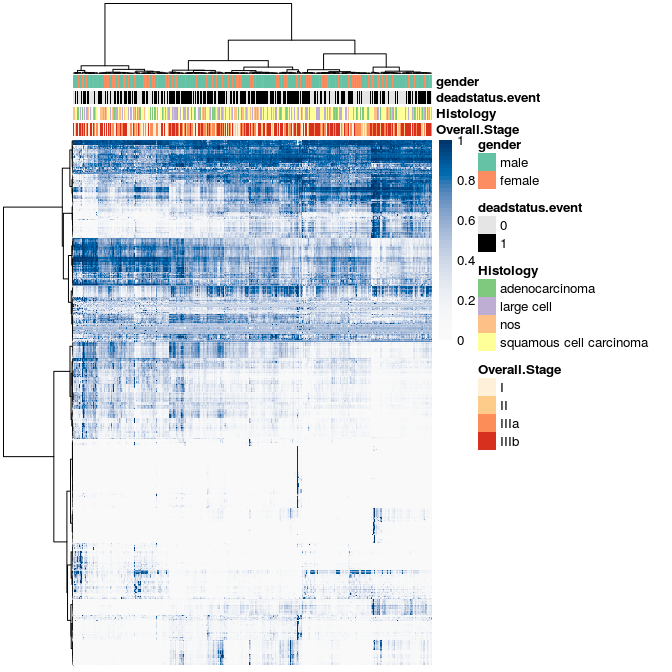 gender
deadstatus.event
Histology
Overall.Stage
1
0.8
0.6
0.4
0.2
0
gender
male
female
deadstatus.event
0
1
Histology
adenocarcinoma
large cell
nos
squamous cell carcinoma
Overall.Stage
I
II
IIIa
IIIb